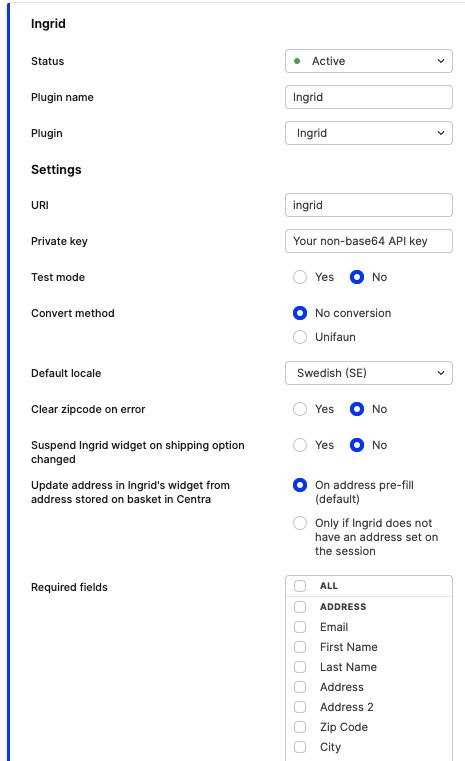 Ingrid
Status
Active
Plugin name
Ingrid
Plugin
Ingrid
Settings
URI
ingrid
Private key
Your non-base64 API key
Test mode
Yes
No
Convert method
No conversion
Unifaun
Default locale
Swedish (SE)
Clear zipcode on error
Yes
No
Suspend Ingrid widget on shipping option
changed
Yes
No
Update address in Ingrid's widget from
address stored on basket in Centra
On address pre-fill
(default)
Only if Ingrid does not
have an address set on
the session
Required fields
ALL
ADDRESS
Email
First Name
Last Name
Address
Address 2
Zip Code
City